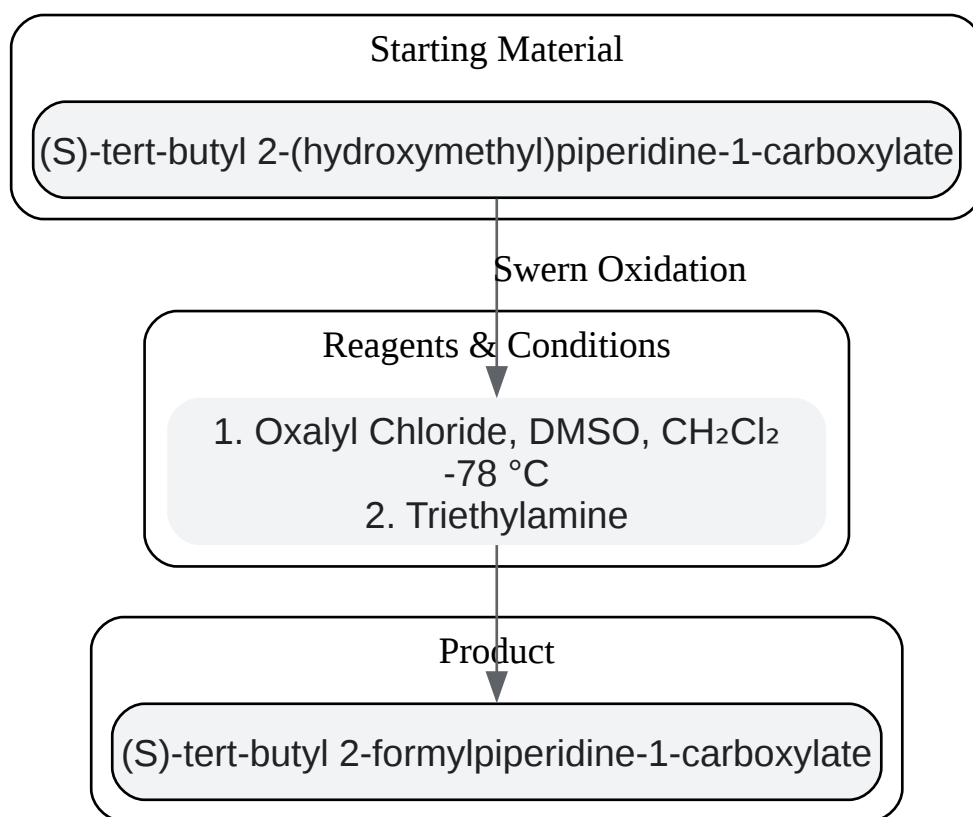 Starting Material
(S)-tert-butyl 2-(hydroxymethyl)piperidine-1-carboxylate
Swern Oxidation
Reagents & Conditions
1. Oxalyl Chloride, DMSO, CH₂Cl₂
-78 °C
2. Triethylamine
Product
(S)-tert-butyl 2-formylpiperidine-1-carboxylate